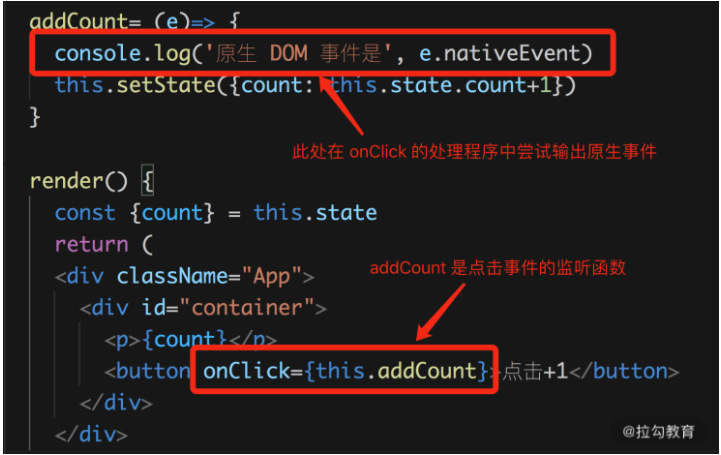 addCount= (e)=> {
console.log('原生 DOM 事件是', e.nativeEvent)
this.setState({count: this.state.count+1})
}
此处在 onClick 的处理程序中尝试输出原生事件
render() {
const {count} = this.state
return (
<div className="App">
addCount 是点击事件的监听函数
<div id="container">
<p>{count}</p>
<button onClick={this.addCount}>点击+1</button>
</div>
</div>
@拉勾教育